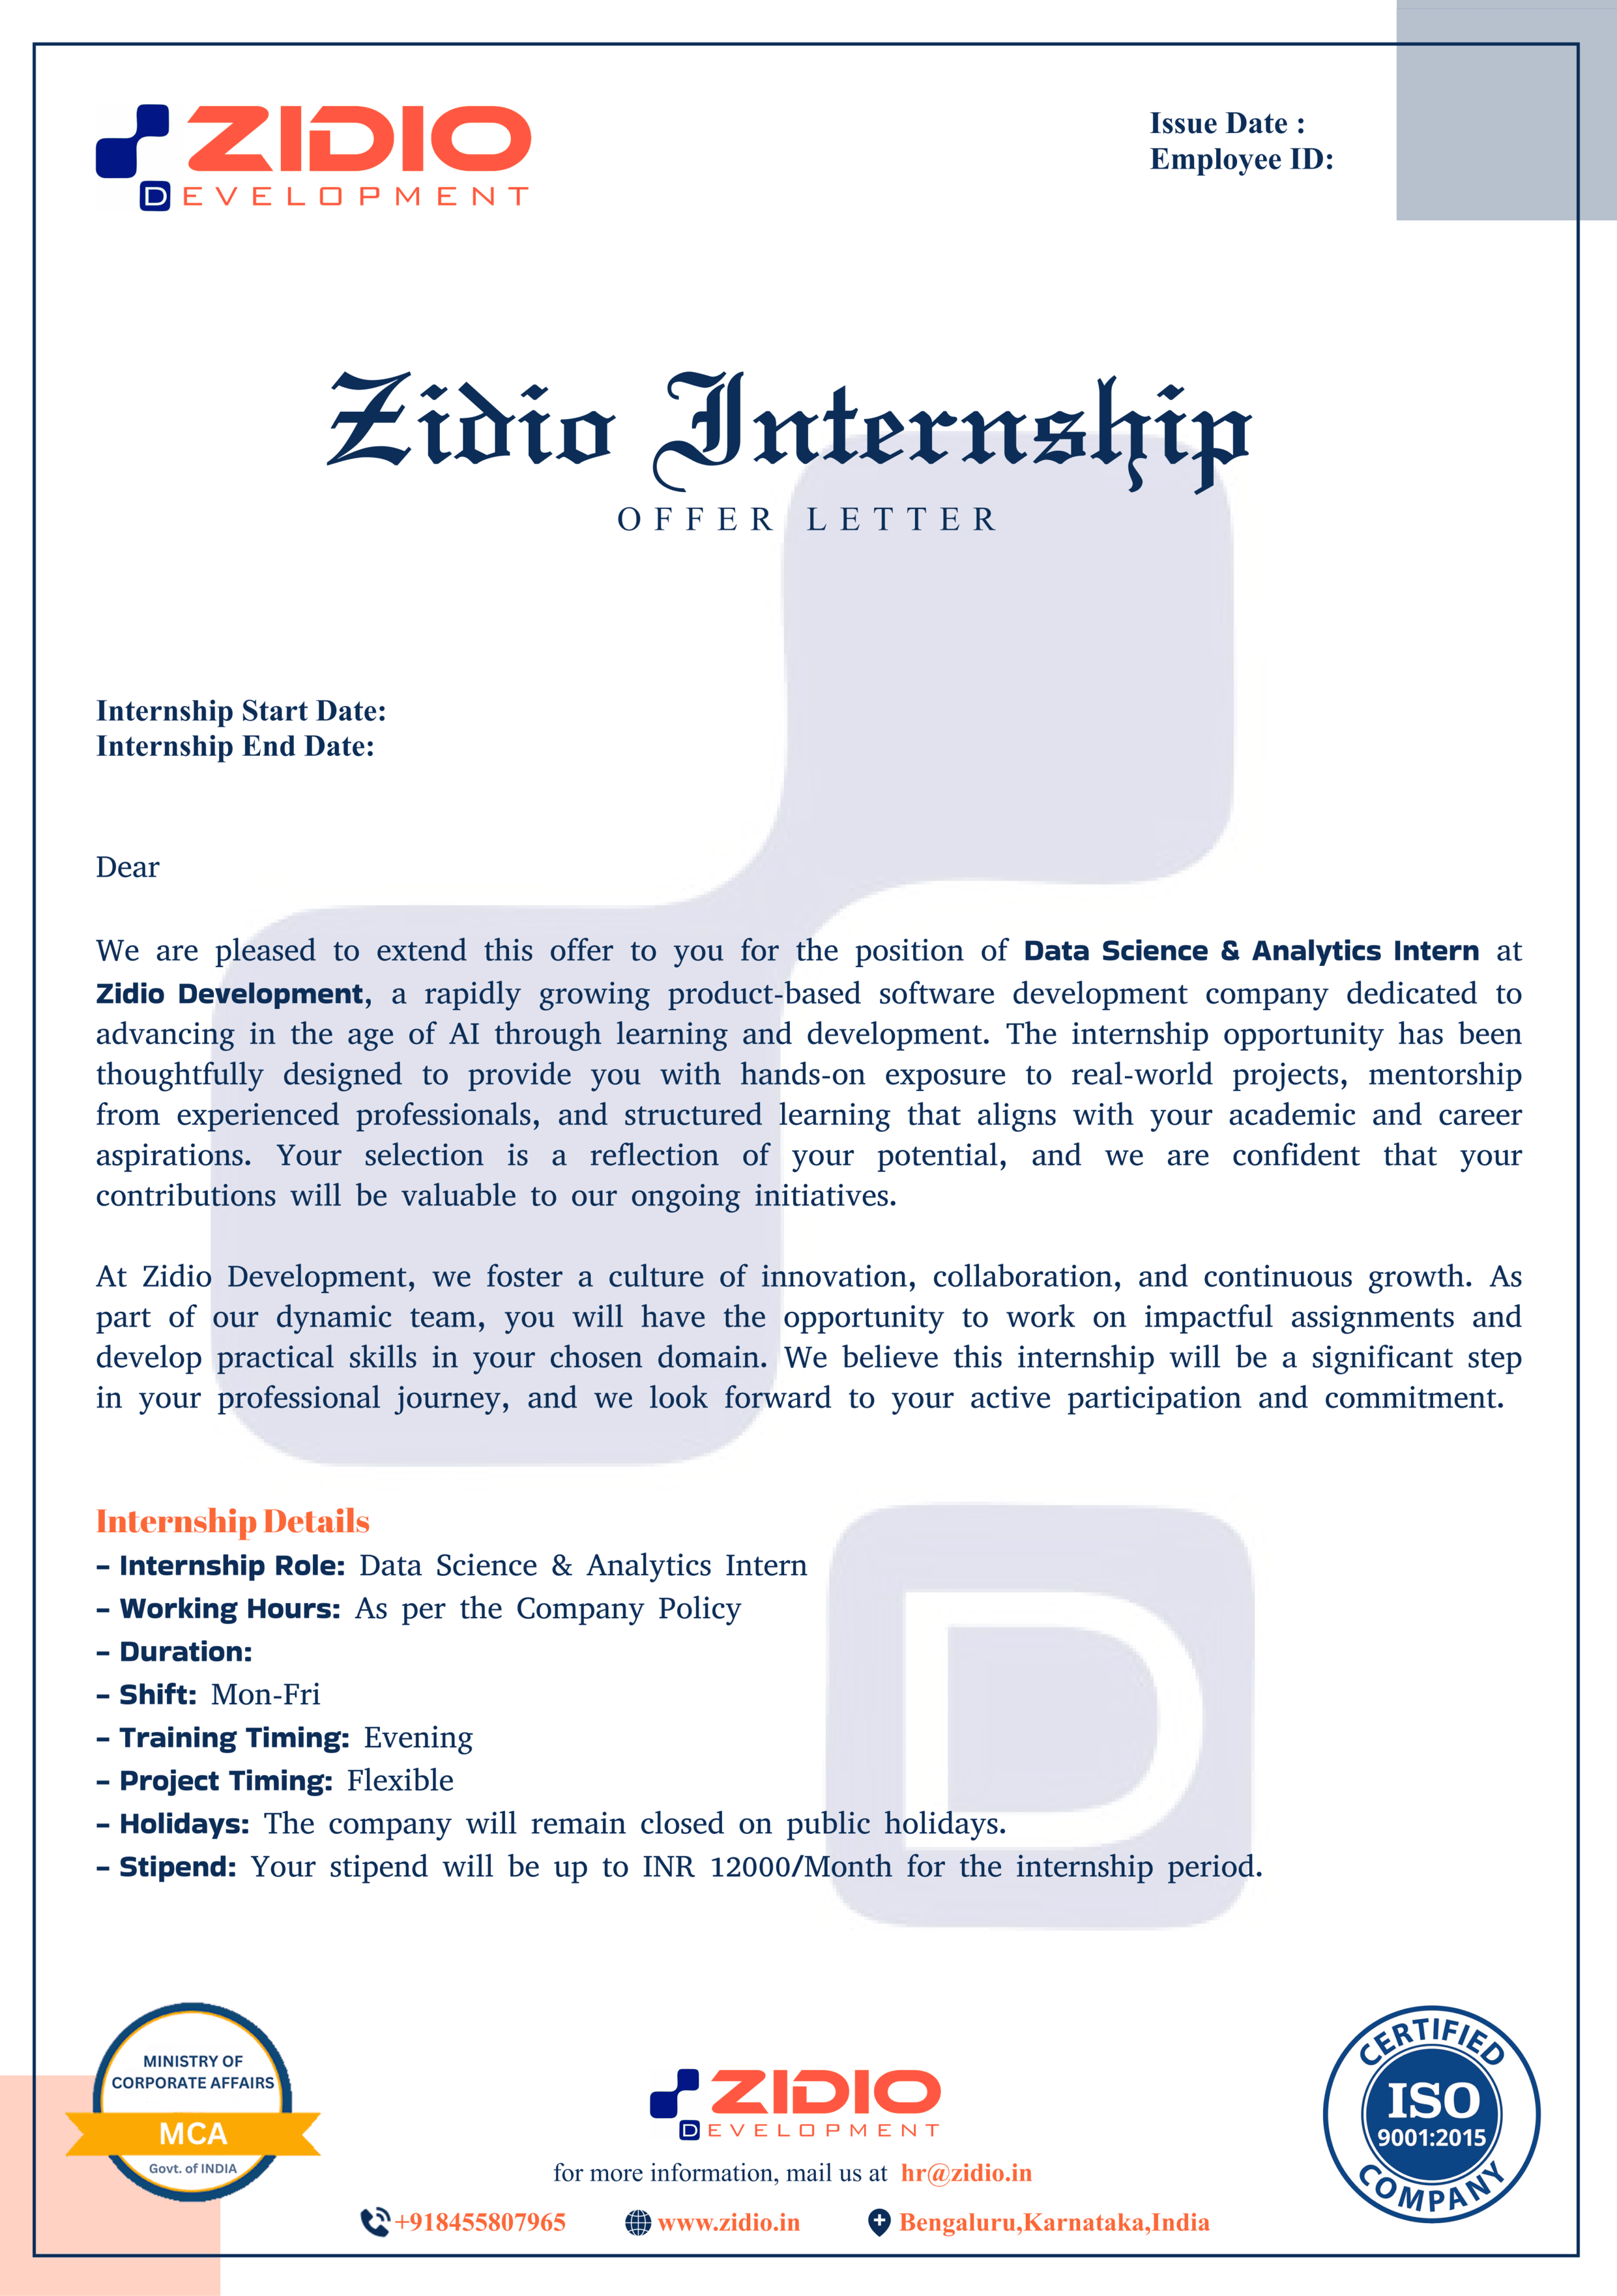 ZIDIO
DEVELOPMENT
Issue Date :
Employee ID:
Zidio Internship
OFFER LETTER
Internship Start Date:
Internship End Date:
Dear
We are pleased to extend this offer to you for the position of Data Science & Analytics Intern at
Zidio Development, a rapidly growing product-based software development company dedicated to
advancing in the age of AI through learning and development. The internship opportunity has been
thoughtfully designed to provide you with hands-on exposure to real-world projects, mentorship
from experienced professionals, and structured learning that aligns with your academic and career
aspirations. Your selection is a reflection of your potential, and we are confident that your
contributions will be valuable to our ongoing initiatives.
At Zidio Development, we foster a culture of innovation, collaboration, and continuous growth. As
part of our dynamic team, you will have the opportunity to work on impactful assignments and
develop practical skills in your chosen domain. We believe this internship will be a significant step
in your professional journey, and we look forward to your active participation and commitment.
Internship Details
– Internship Role: Data Science & Analytics Intern
– Working Hours: As per the Company Policy
– Duration:
– Shift: Mon-Fri
– Training Timing: Evening
– Project Timing: Flexible
– Holidays: The company will remain closed on public holidays.
– Stipend: Your stipend will be up to INR 12000/Month for the internship period.
D
MINISTRY OF
CORPORATE AFFAIRS
MCA
Govt. of INDIA
ZIDIO
DEVELOPMENT
for more information, mail us at hr@zidio.in
+918455807965 www.zidio.in Bengaluru,Karnataka,India
CERTIFIED
ISO
9001:2015
COMPANY